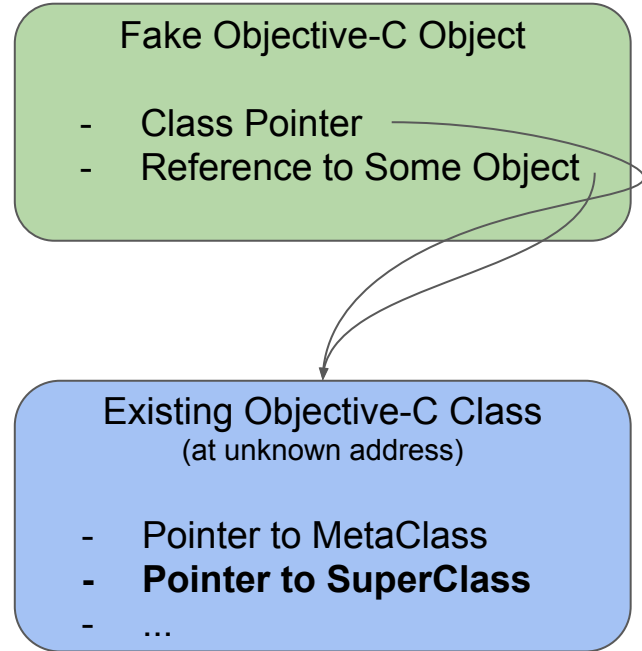 Fake Objective-C Object
- Class Pointer
- Reference to Some Object
Existing Objective-C Class
(at unknown address)
- Pointer to MetaClass
- Pointer to SuperClass
- ...